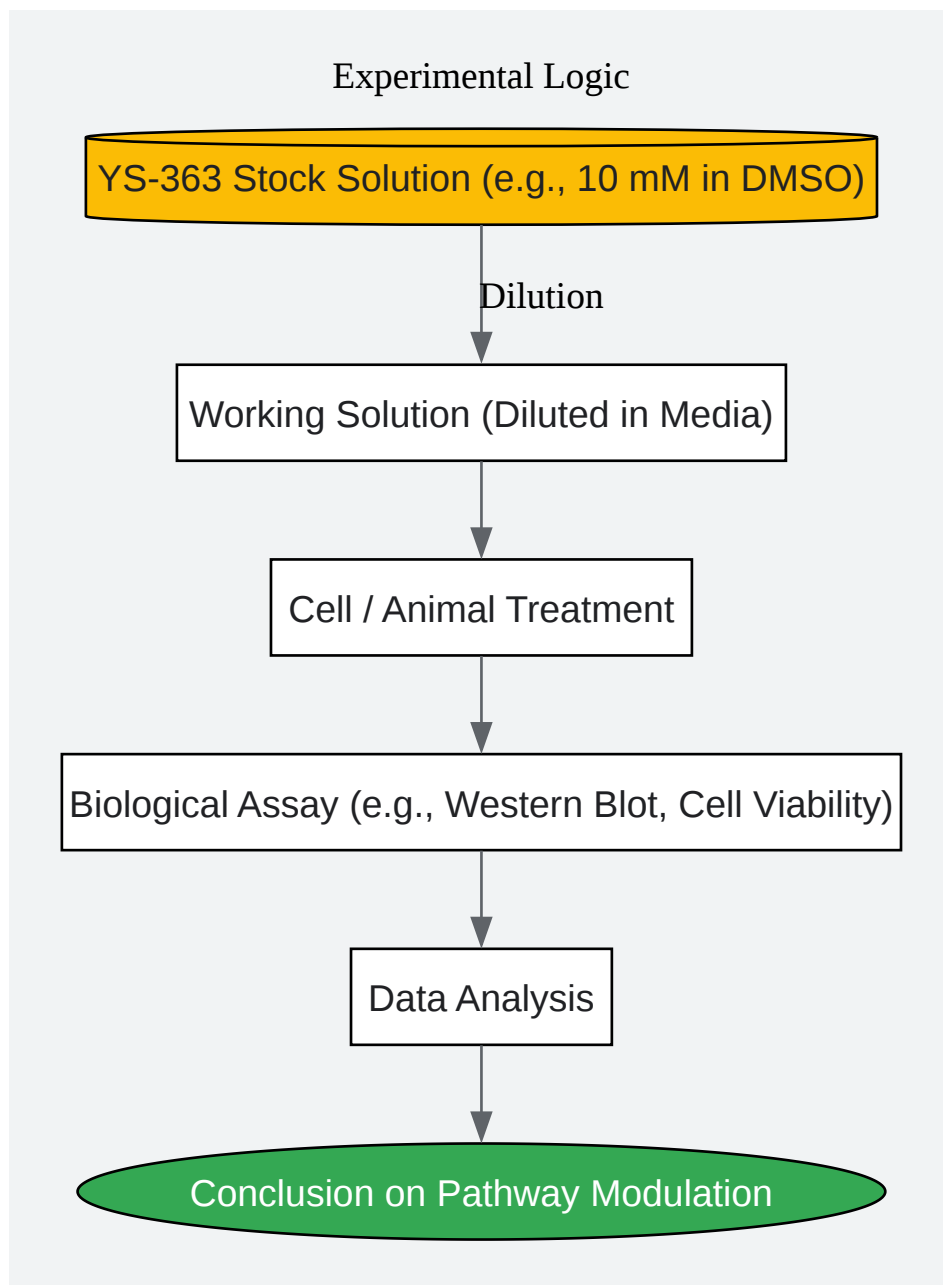 Experimental Logic
YS-363 Stock Solution (e.g., 10 mM in DMSO)
Dilution
Working Solution (Diluted in Media)
Cell / Animal Treatment
Biological Assay (e.g., Western Blot, Cell Viability)
Data Analysis
Conclusion on Pathway Modulation